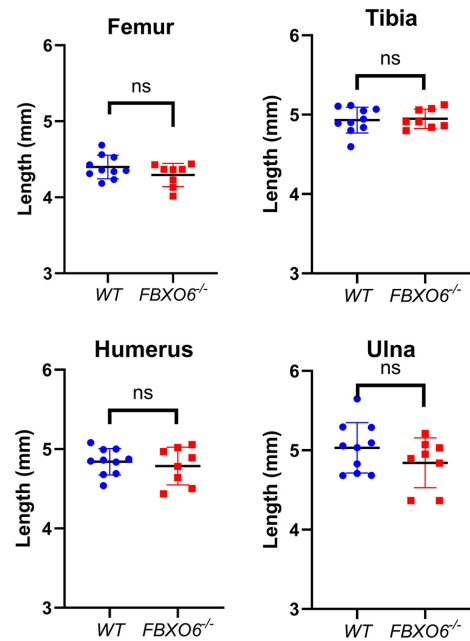 Femur
ns
Length (mm)
6
5
4
3
WT
FBXO6-/-
Tibia
ns
Length (mm)
6
5
4
3
WT
FBXO6-/-
Humerus
ns
Length (mm)
6
5
4
3
WT
FBXO6-/-
Ulna
ns
Length (mm)
6
5
4
3
WT
FBXO6-/-